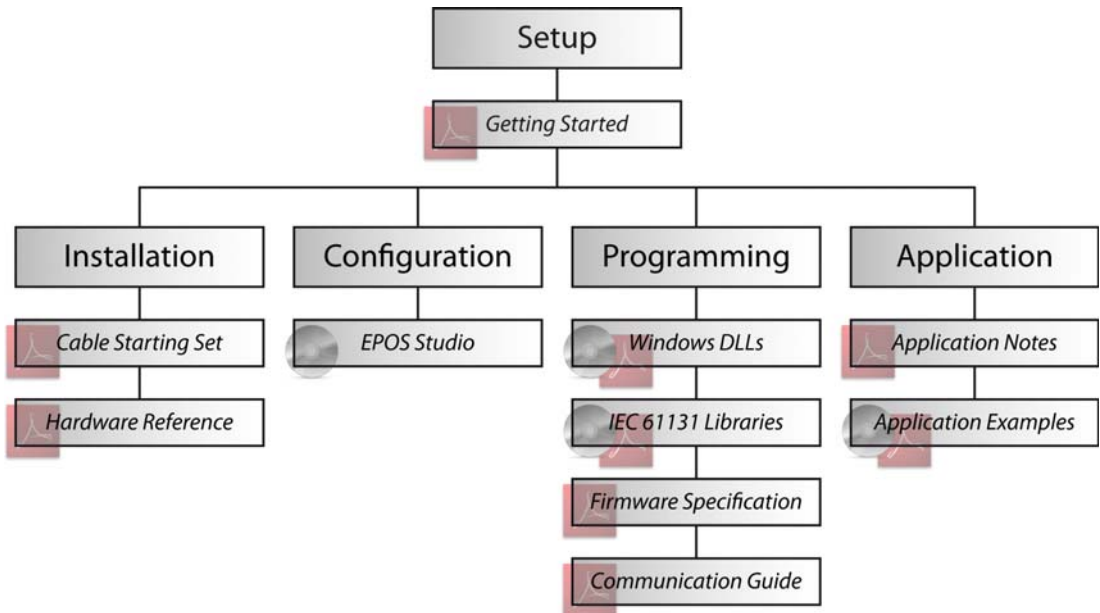 Setup
Getting Started
Installation
Cable Starting Set
Hardware Reference
Configuration
EPOS Studio
Programming
Windows DLLs
IEC 61131 Libraries
Firmware Specification
Communication Guide
Application
Application Notes
Application Examples